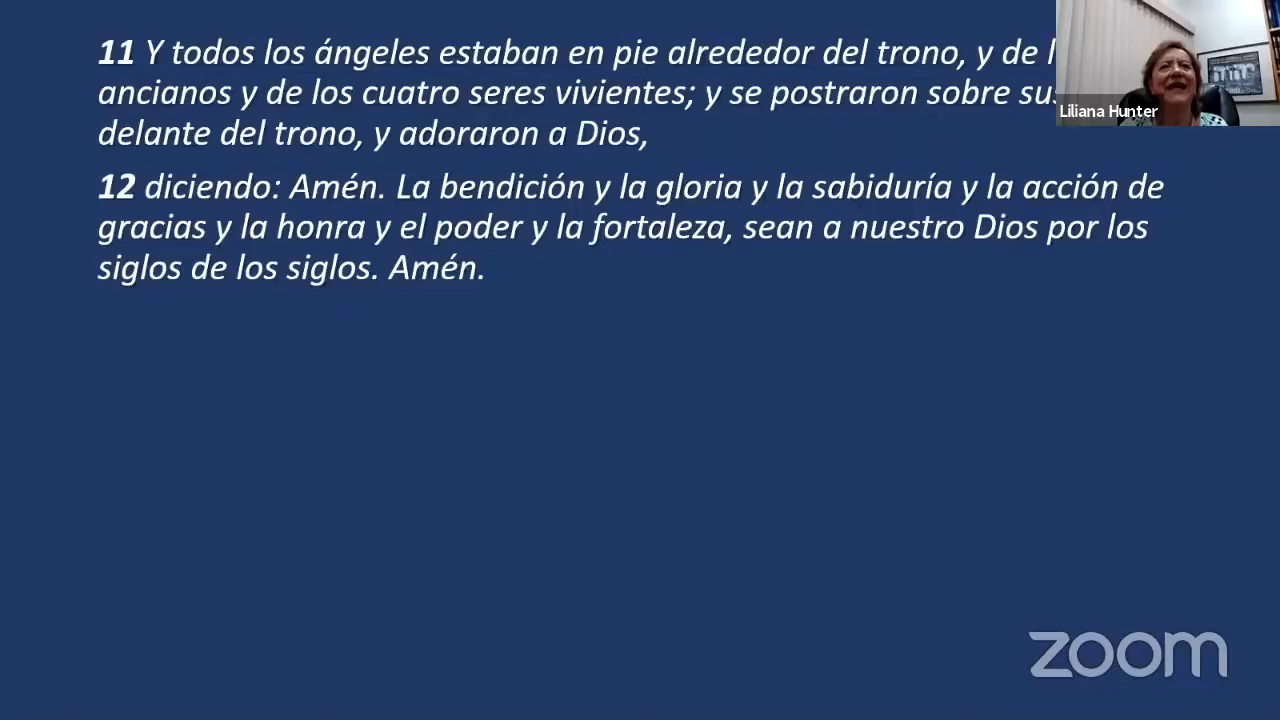 11 Y todos los ángeles estaban en pie alrededor del trono, y de
ancianos y de los cuatro seres vivientes; y se postraron sobre sus
delante del trono, y adoraron a Dios,
12 diciendo: Amén. La bendición y la gloria y la sabiduría y la acción de
gracias y la honra y el poder y la fortaleza, sean a nuestro Dios por los
siglos de los siglos. Amén.
Liliana Hunter
zoom